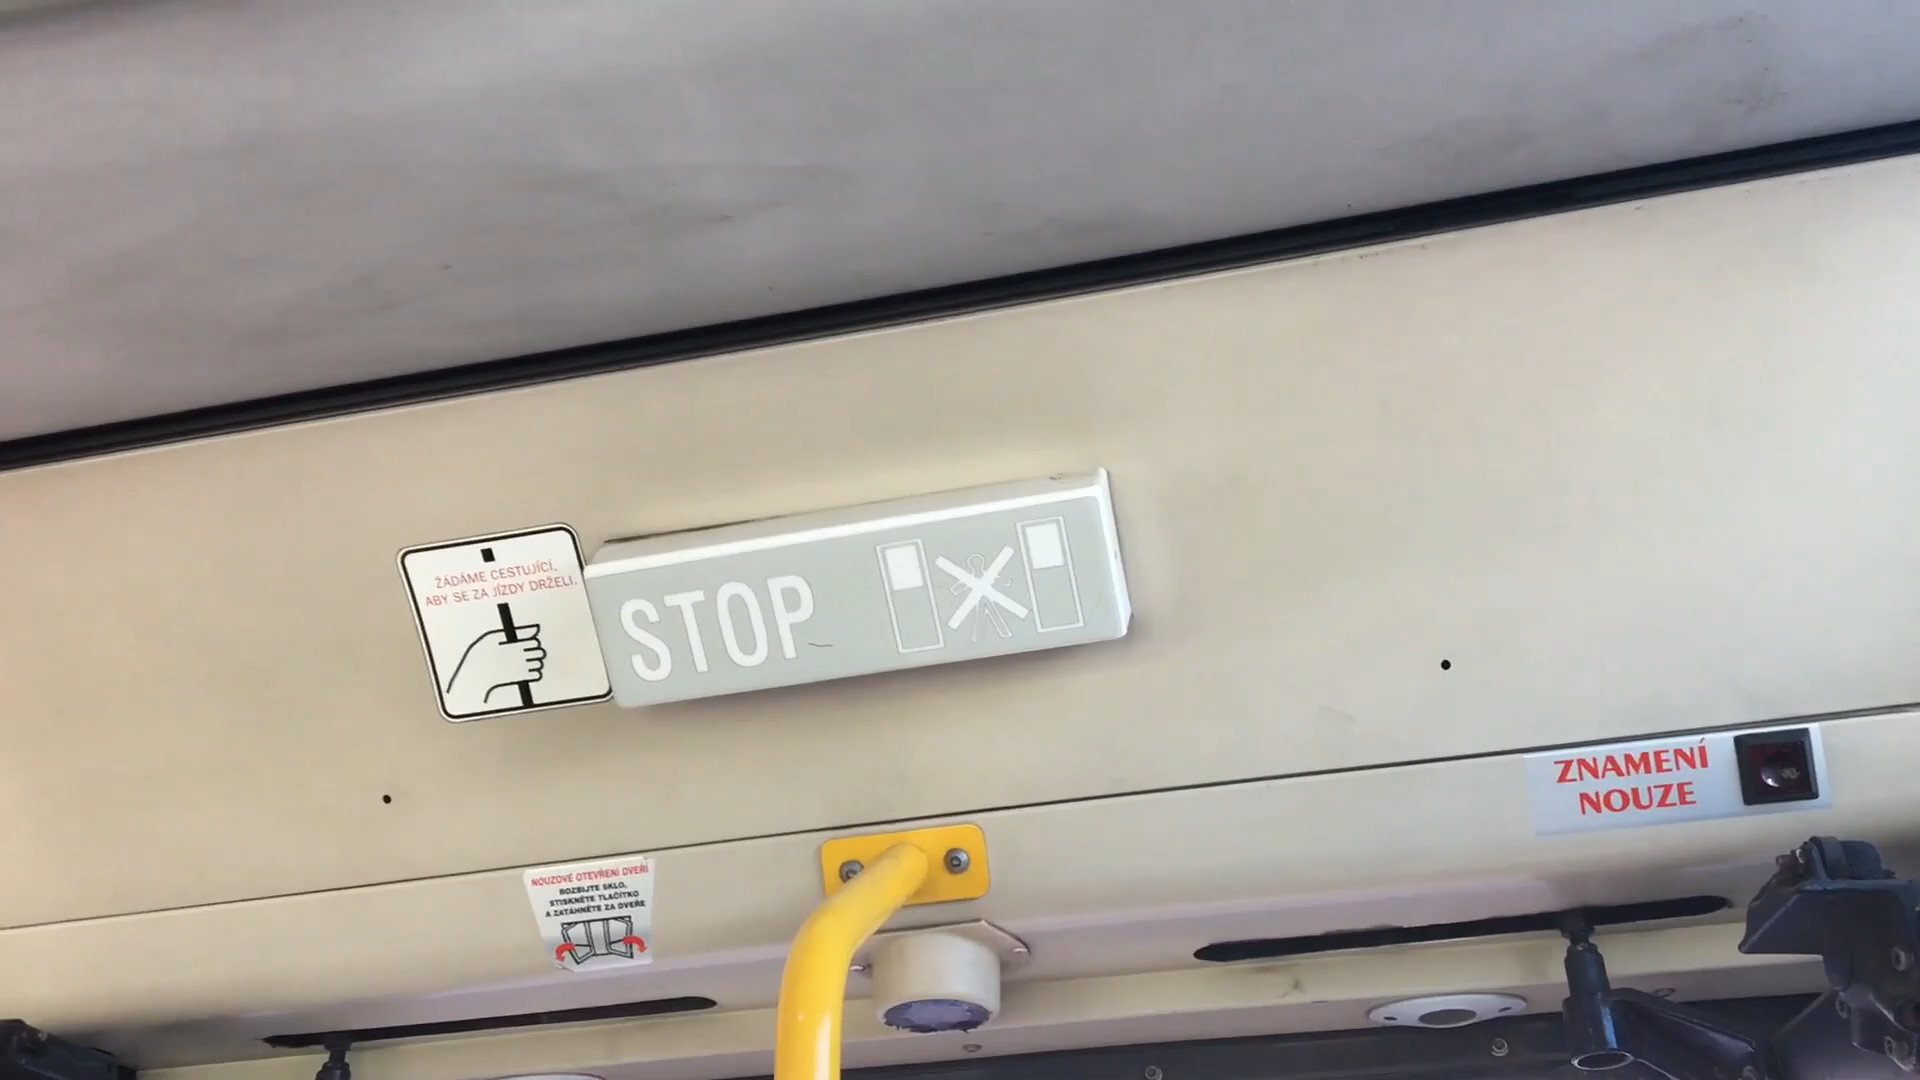 ŽÁDÁME CESTUJÍCÍ,
ABY SE ZA JÍZDY DRŽELI.
STOP
ZNAMENÍ
NOUZE
NOUZOVÉ OTEVŘENÍ DVEŘÍ
ROZBIJTE SKLO,
STISKNĚTE TLAČÍTKO
A ZATÁHNĚTE ZA DVEŘE